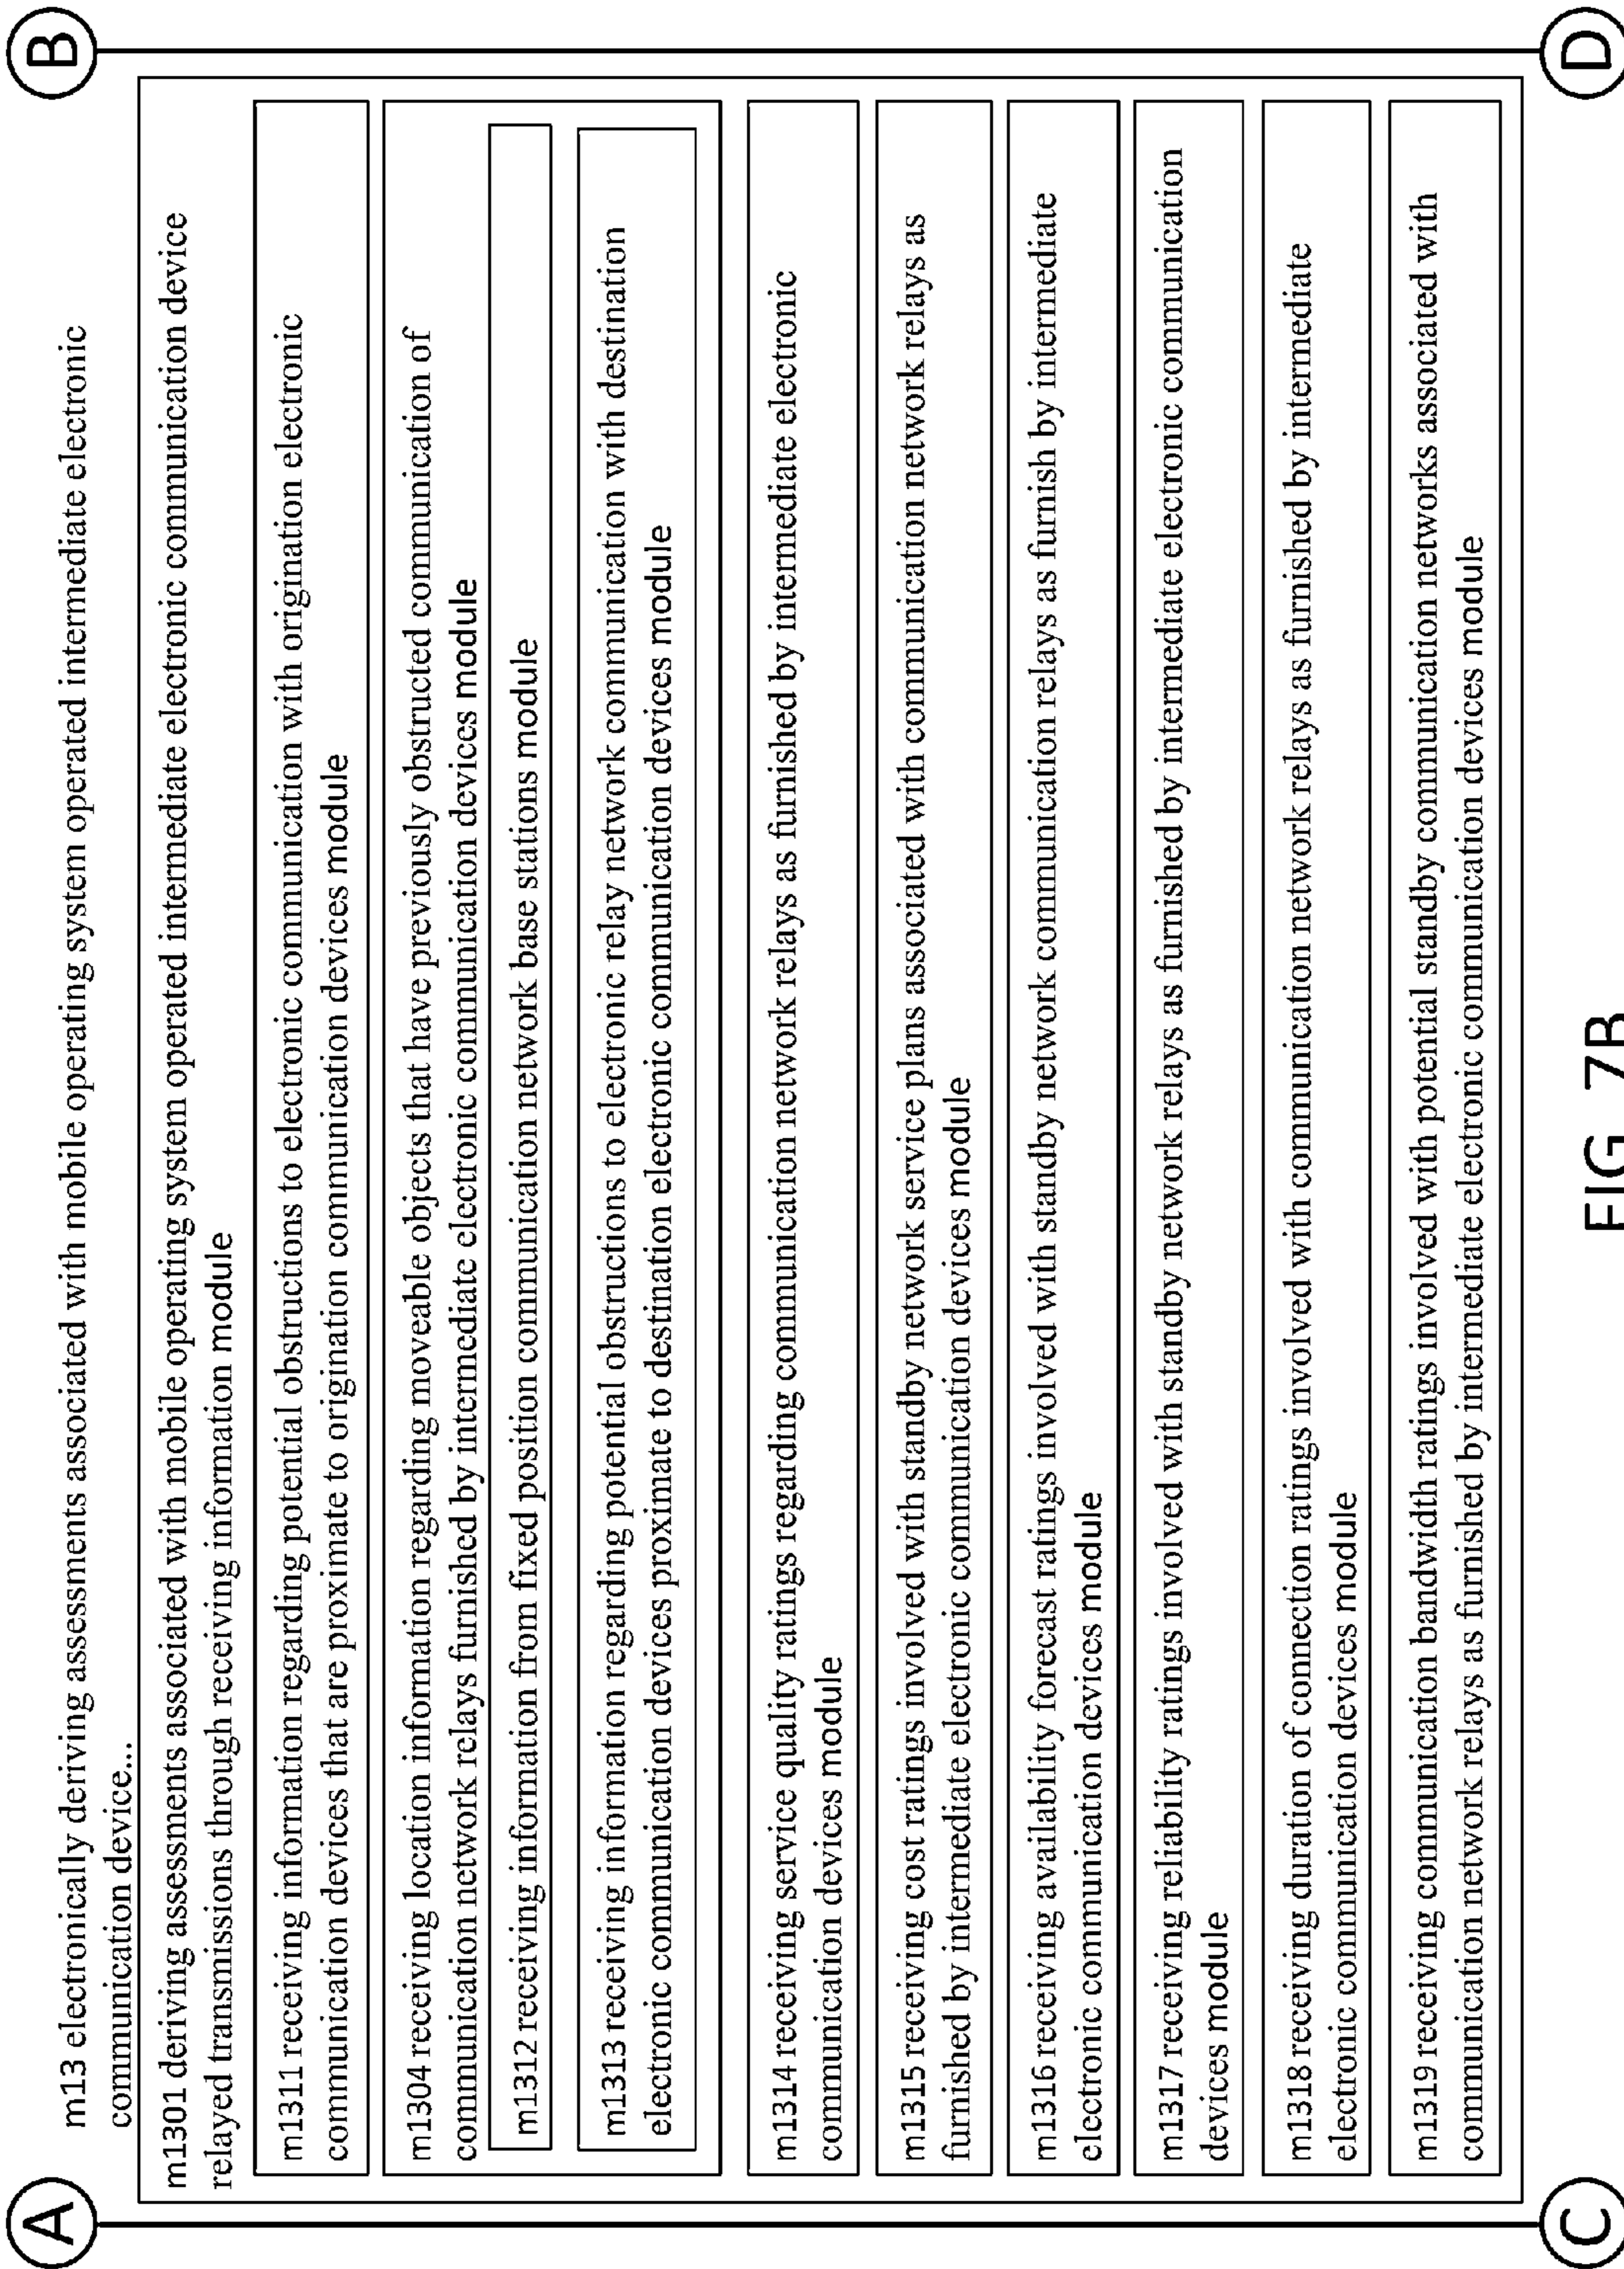 A
B
m13 electronically deriving assessments associated with mobile operating system operated intermediate electronic
communication device...
m1301 deriving assessments associated with mobile operating system operated intermediate electronic communication device
relayed transmissions through receiving information module
m1311 receiving information regarding potential obstructions to electronic communication with origination electronic
communication devices that are proximate to origination communication devices module
m1304 receiving location information regarding moveable objects that have previously obstructed communication of
communication network relays furnished by intermediate electronic communication devices module
m1312 receiving information from fixed position communication network base stations module
m1313 receiving information regarding potential obstructions to electronic relay network communication with destination
electronic communication devices proximate to destination electronic communication devices module
m1314 receiving service quality ratings regarding communication network relays as furnished by intermediate electronic
communication devices module
m1315 receiving cost ratings involved with standby network service plans associated with communication network relays as
furnished by intermediate electronic communication devices module
m1316 receiving availability forecast ratings involved with standby network communication relays as furnish by intermediate
electronic communication devices module
m1317 receiving reliability ratings involved with standby network relays as furnished by intermediate electronic communication
devices module
m1318 receiving duration of connection ratings involved with communication network relays as furnished by intermediate
electronic communication devices module
m1319 receiving communication bandwidth ratings involved with potential standby communication networks associated with
communication network relays as furnished by intermediate electronic communication devices module
C
D
FIG. 7B